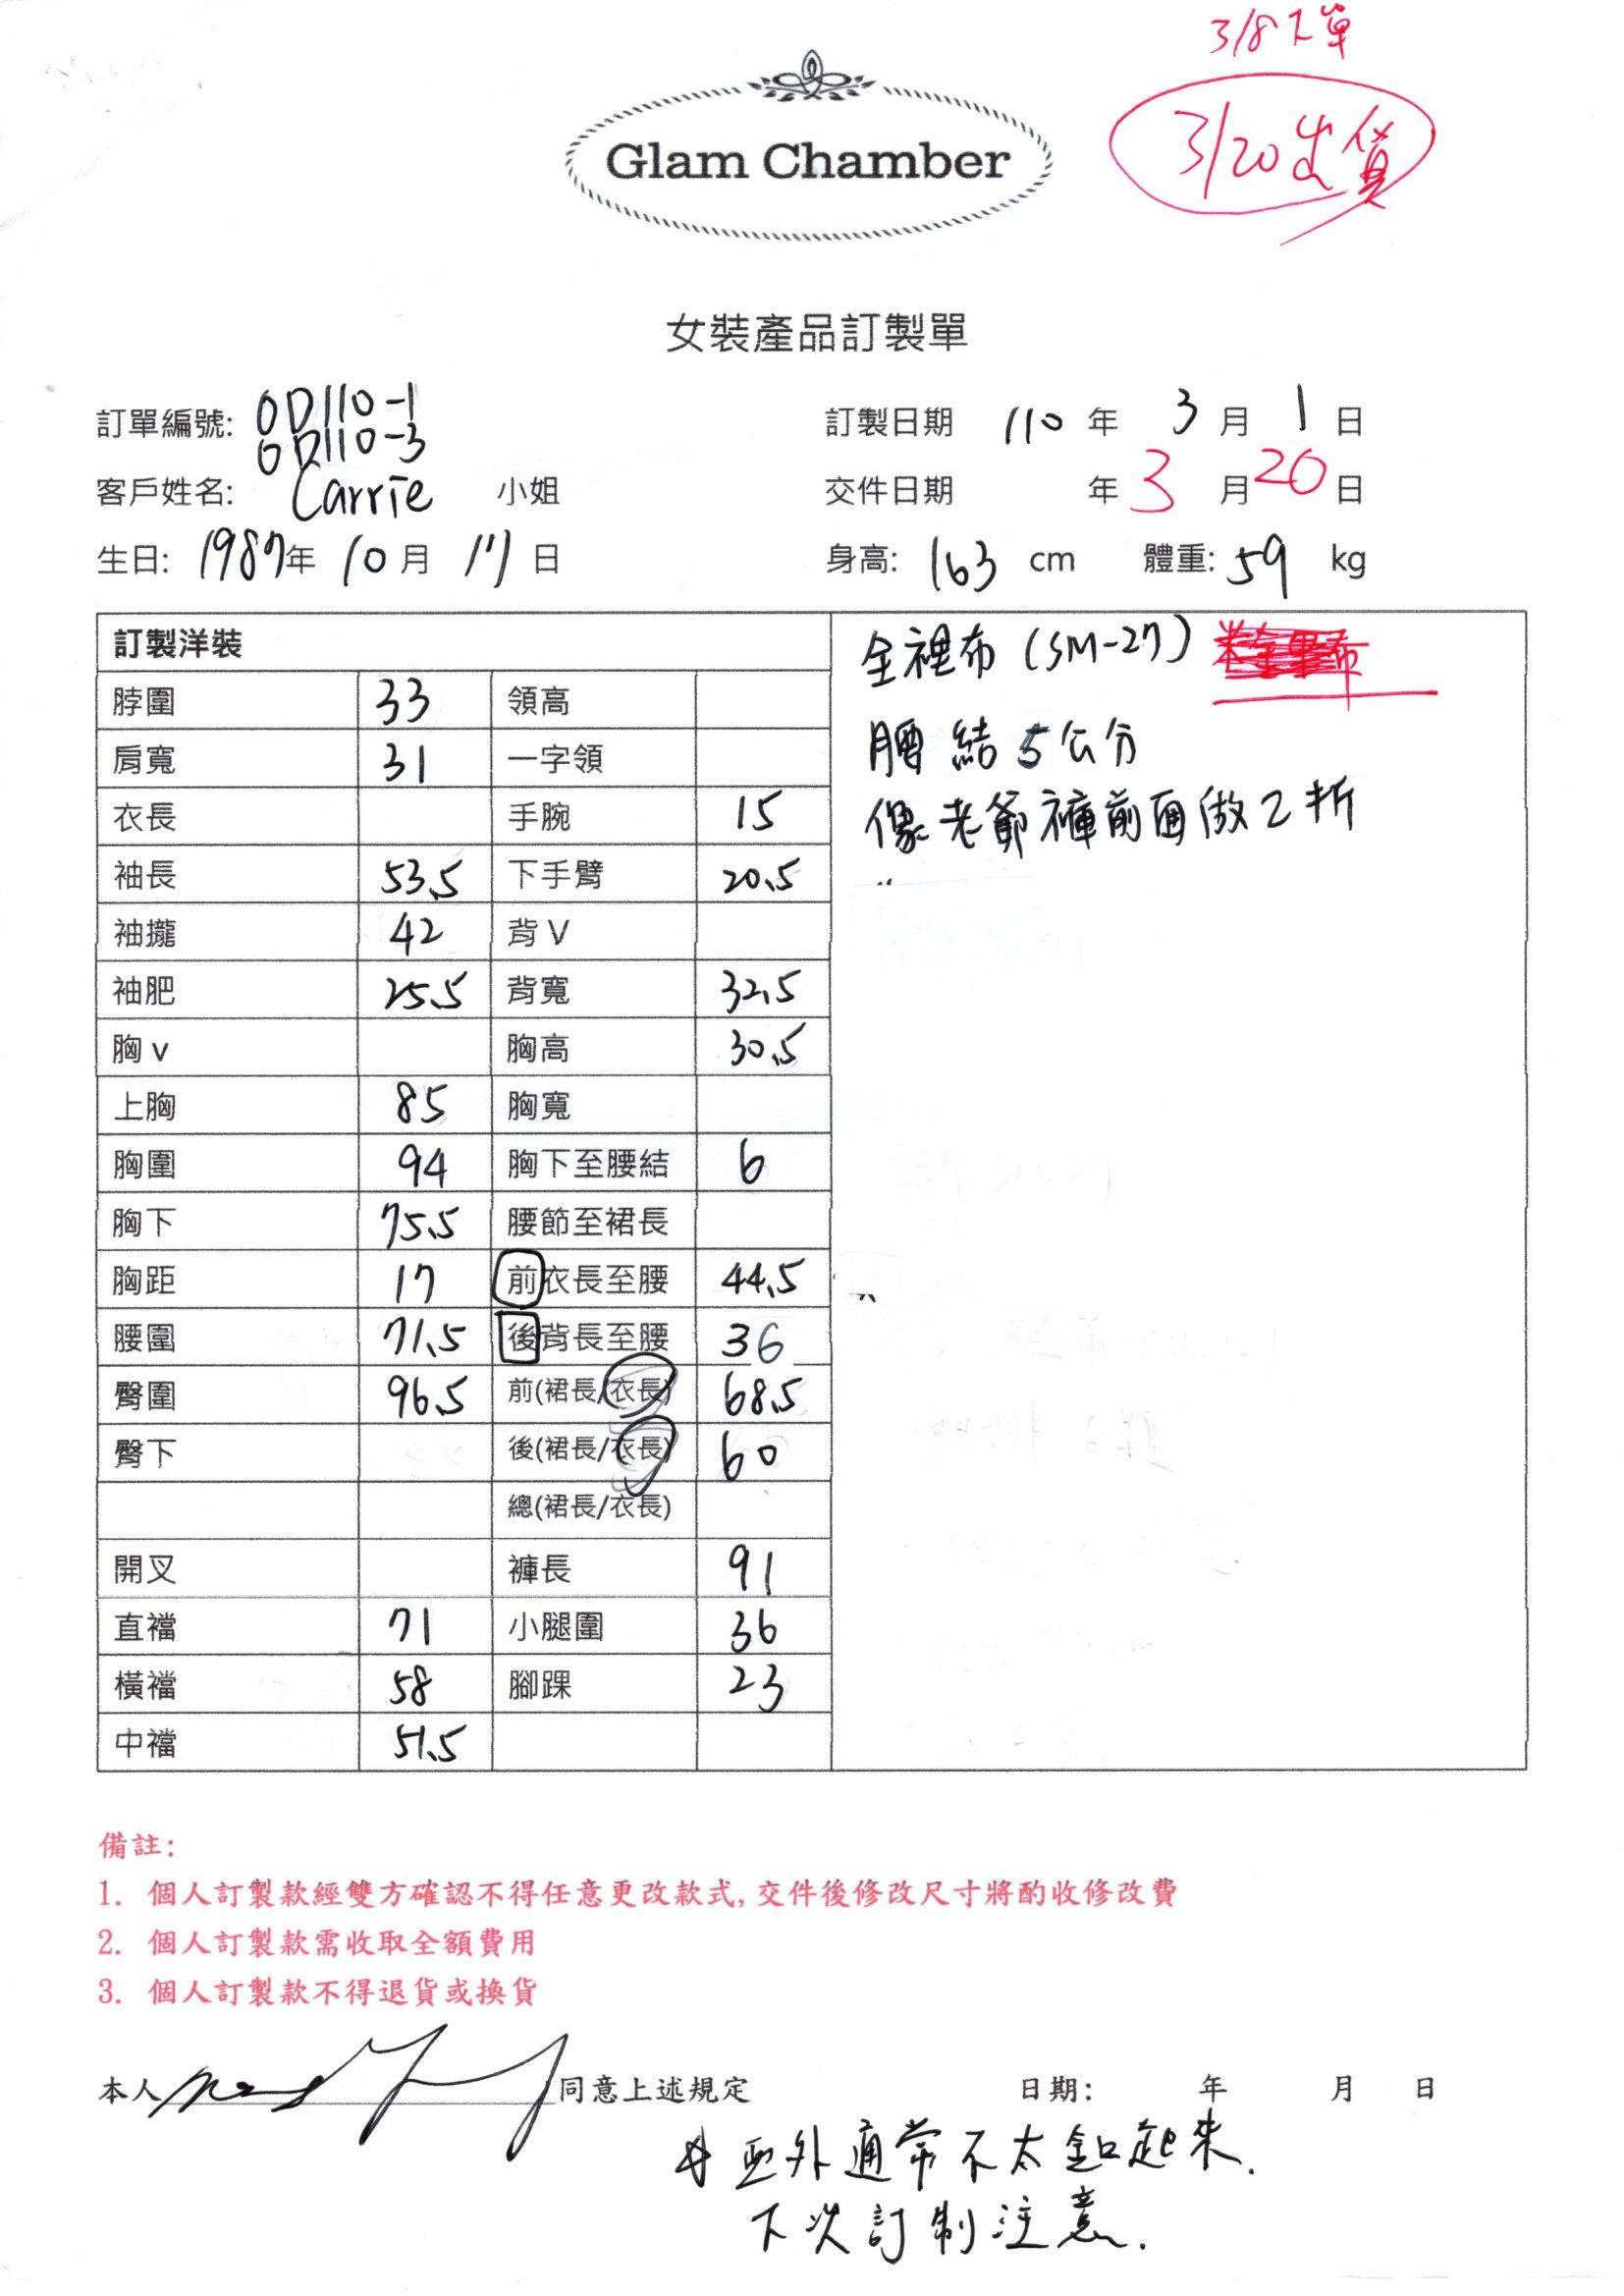 3/8下單
3/20出貨
Glam Chamber
女裝產品訂製單
訂單編號: OD110-1
OD110-3
訂製日期 110 年 3 月 1 日
客戶姓名: Carrie 小姐
交件日期 年 3 月 20 日
生日: 1987年 10 月 17 日
身高: 163 cm 體重: 59 kg
訂製洋裝
全裡布 (SM-27)
腰結5公分
像老爺褲前面做2折
脖圍 33 領高
肩寬 31 一字領
衣長 手腕 15
袖長 53.5 下手臂 20.5
袖攏 42 背V
袖肥 25.5 背寬 32.5
胸v 胸高 30.5
上胸 85 胸寬
胸圍 94 胸下至腰結 6
胸下 75.5 腰節至裙長
胸距 17 前衣長至腰 44.5
腰圍 71.5 後背長至腰 36
臀圍 96.5 前(裙長/衣長) 68.5
臀下 後(裙長/衣長) 60
總(裙長/衣長)
開叉 褲長 91
直襠 71 小腿圍 36
橫襠 58 腳踝 23
中襠 51.5
備註:
1. 個人訂製款經雙方確認不得任意更改款式, 交件後修改尺寸將酌收修改費
2. 個人訂製款需收取全額費用
3. 個人訂製款不得退貨或換貨
本人 同意上述規定 日期: 年 月 日
外通常不太釦起來.
下次訂制注意.